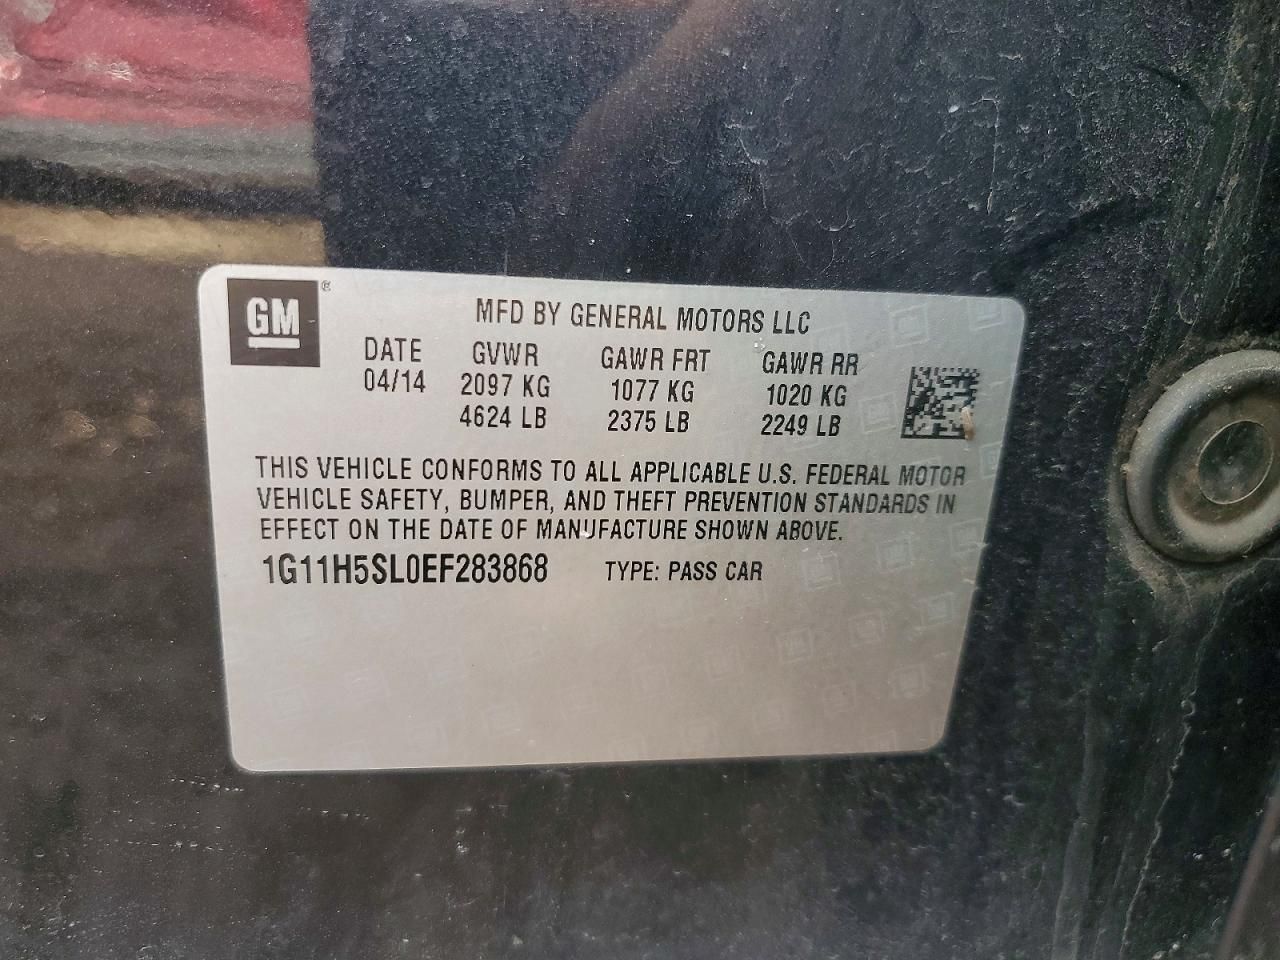 GM ®
MFD BY GENERAL MOTORS LLC
DATE GVWR GAWR FRT GAWR RR
04/14 2097 KG 1077 KG 1020 KG
4624 LB 2375 LB 2249 LB
THIS VEHICLE CONFORMS TO ALL APPLICABLE U.S. FEDERAL MOTOR
VEHICLE SAFETY, BUMPER, AND THEFT PREVENTION STANDARDS IN
EFFECT ON THE DATE OF MANUFACTURE SHOWN ABOVE.
1G11H5SL0EF283868 TYPE: PASS CAR